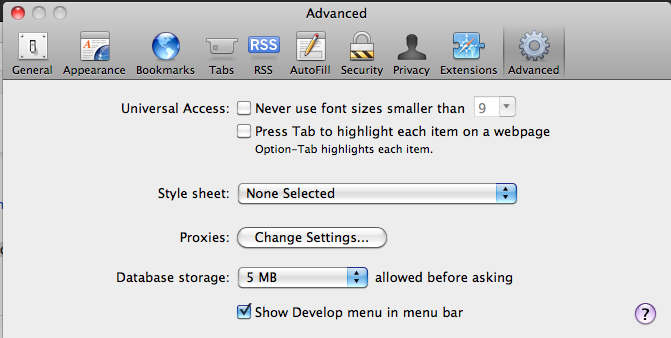 Advanced
General Appearance Bookmarks Tabs RSS AutoFill Security Privacy Extensions Advanced
RSS
Universal Access: Never use font sizes smaller than 9
Press Tab to highlight each item on a webpage
Option-Tab highlights each item.
Style sheet: None Selected
Proxies: Change Settings...
Database storage: 5 MB allowed before asking
Show Develop menu in menu bar
?